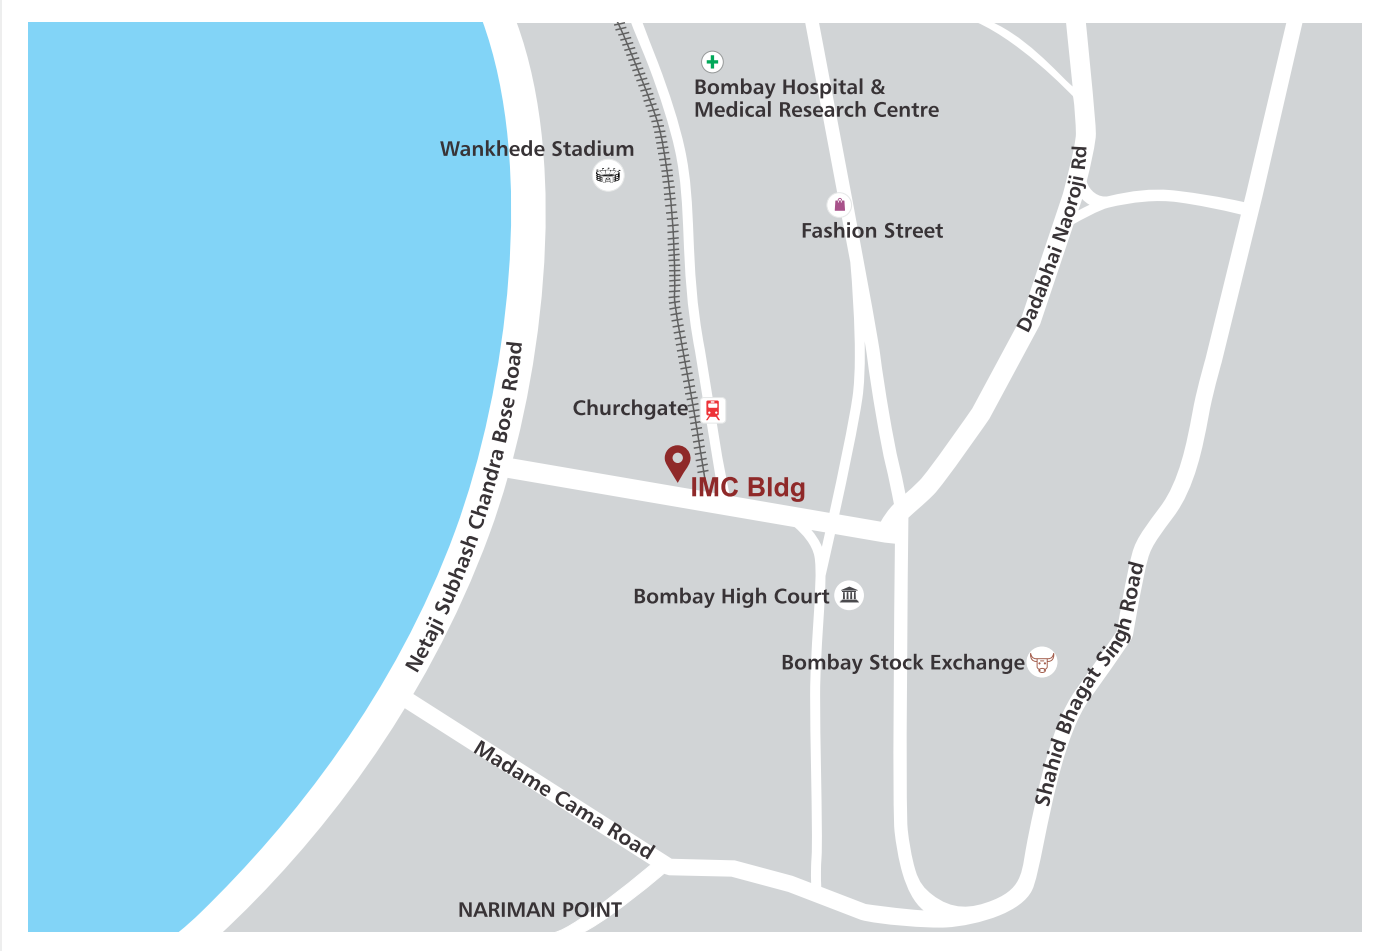 Bombay Hospital &
Medical Research Centre
Wankhede Stadium
Fashion Street
Dadabhai Naoroji Rd
Churchgate
Netaji Subhash Chandra Bose Road
IMC Bldg
Bombay High Court
Bombay Stock Exchange
Shahid Bhagat Singh Road
Madame Cama Road
NARIMAN POINT